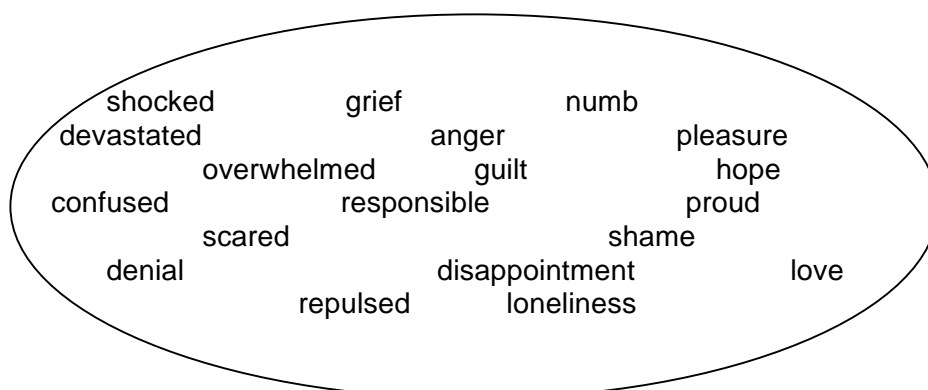 shocked grief numb
devastated anger pleasure
overwhelmed guilt hope
confused responsible proud
scared shame
denial disappointment love
repulsed loneliness